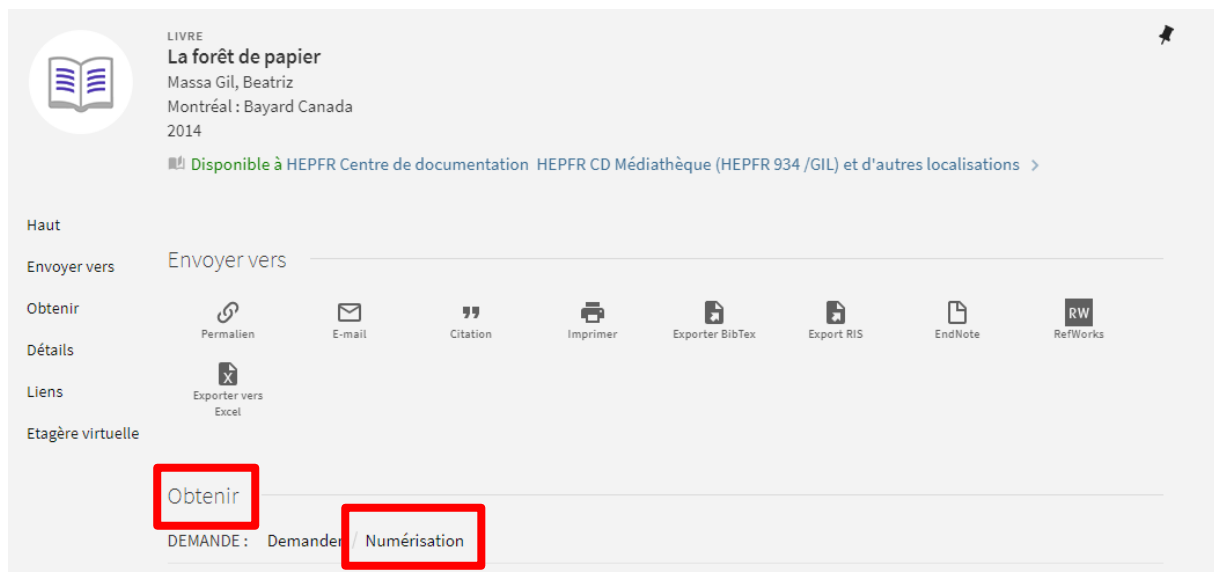 LIVRE
La forêt de papier
Massa Gil, Beatriz
Montréal : Bayard Canada
2014
Disponible à HEPFR Centre de documentation HEPFR CD Médiathèque (HEPFR 934 /GIL) et d'autres localisations >
Haut
Envoyer vers
Obtenir
Détails
Liens
Etagère virtuelle
Envoyer vers
Permalien
E-mail
Citation
Imprimer
Exporter BibTex
Export RIS
EndNote
RW
RefWorks
X
Exporter vers
Excel
Obtenir
DEMANDE : Demander / Numérisation